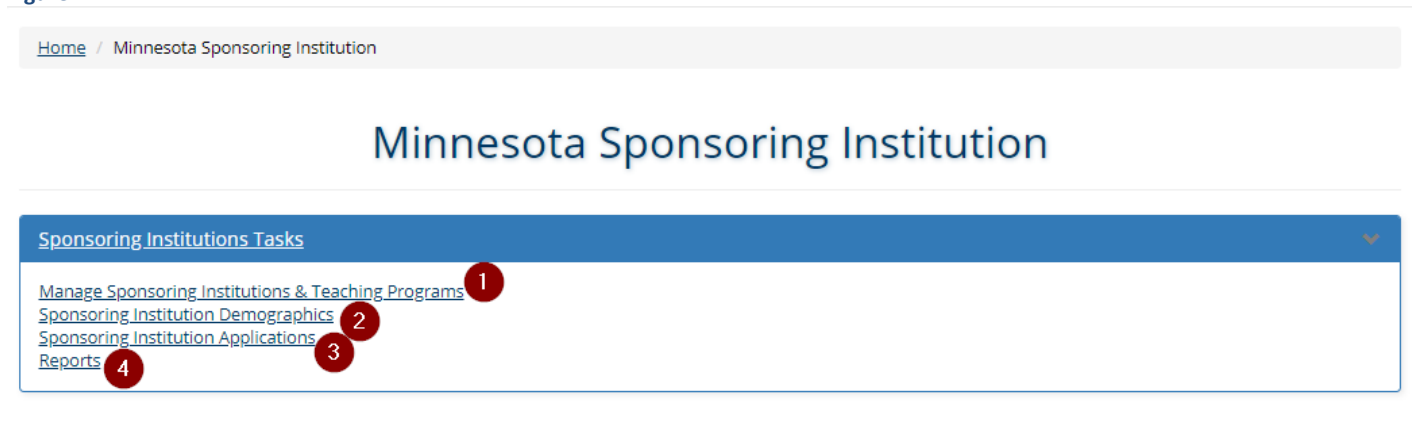 Home / Minnesota Sponsoring Institution
Minnesota Sponsoring Institution
Sponsoring Institutions Tasks
Manage Sponsoring Institutions & Teaching Programs 1
Sponsoring Institution Demographics 2
Sponsoring Institution Applications 3
Reports 4